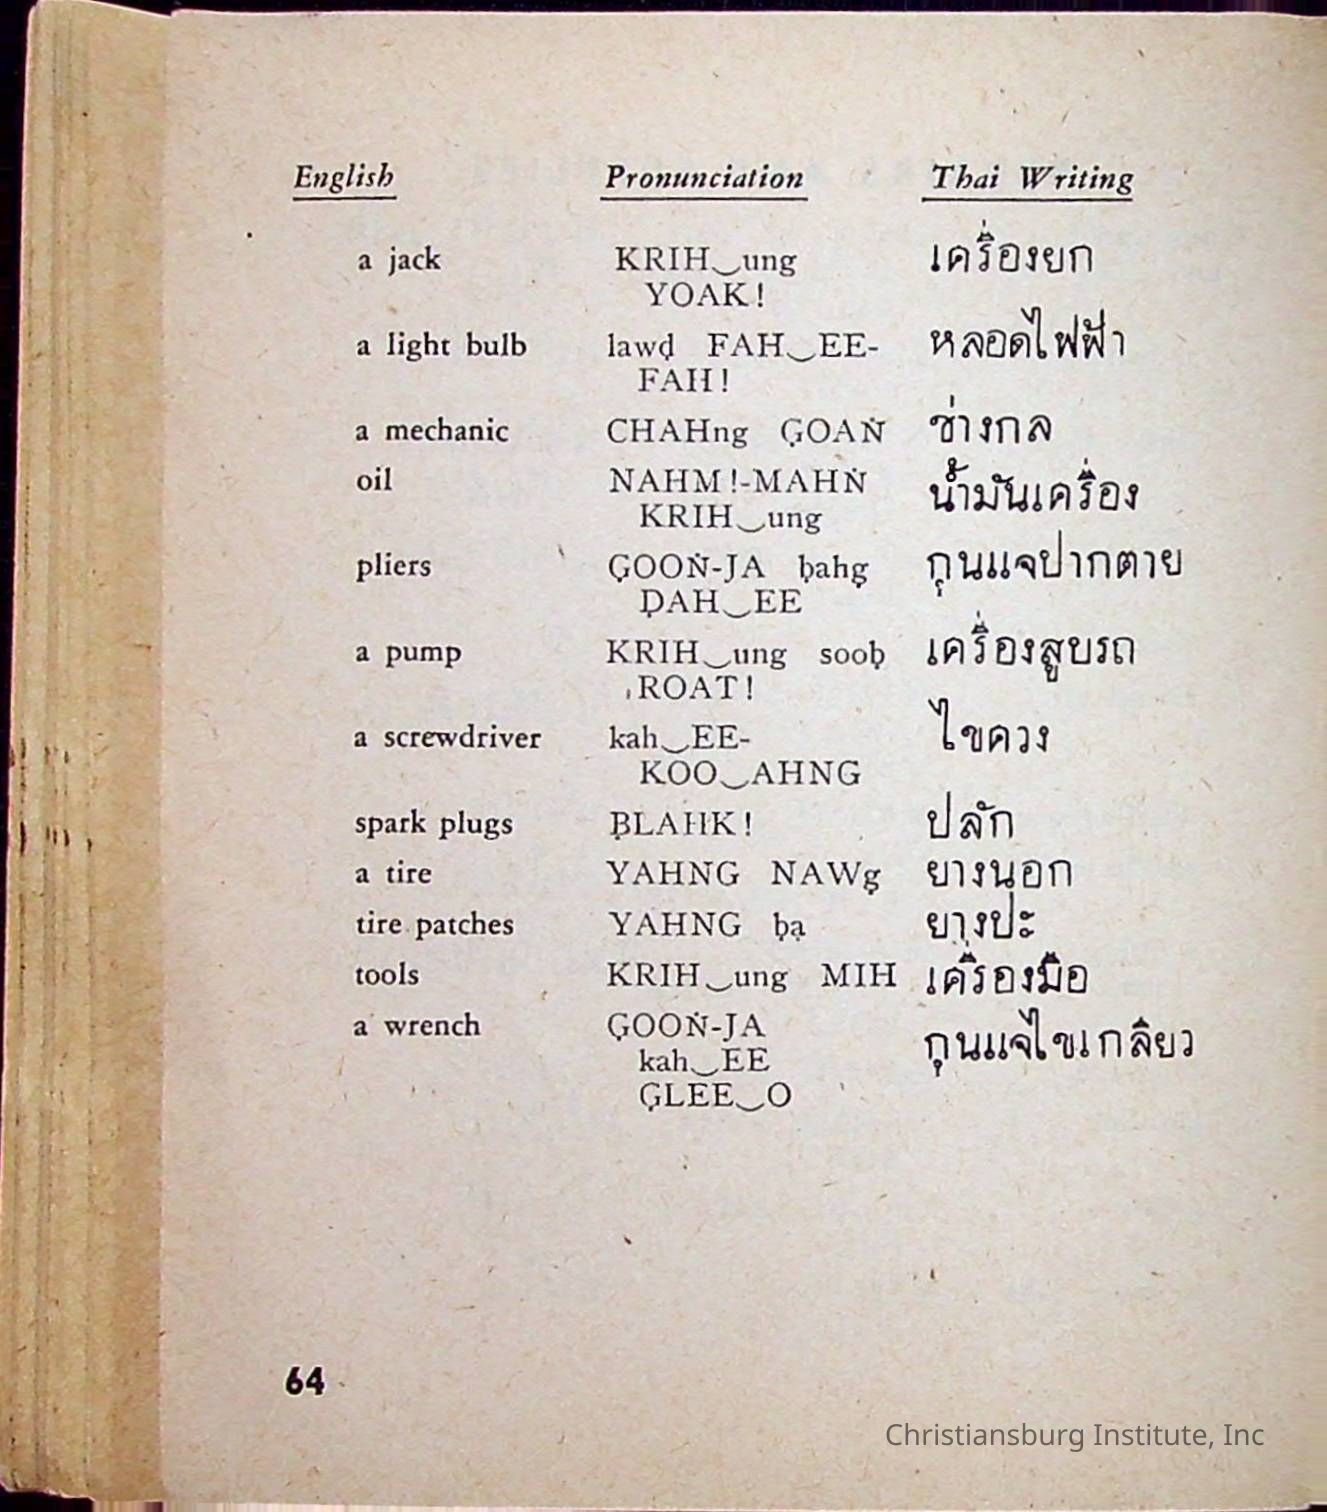 English Pronunciation Thai Writing
a jack KRIH‿ung เครื่องยก
YOAK!
a light bulb lawḍ FAH‿EE- หลอดไฟฟ้า
FAH!
a mechanic CHAHng G̣OAṄ ช่างกล
oil NAHM!-MAHṄ น้ำมันเครื่อง
KRIH‿ung
pliers G̣OOṄ-JA ḅahg̣ กุนแจปากตาย
ḌAH‿EE
a pump KRIH‿ung sooḅ เครื่องสูบรถ
ROAT!
a screwdriver kah‿EE- ไขควง
KOO‿AHNG
spark plugs ḄLAHK! ปลัก
a tire YAHNG NAWg̣ ยางนอก
tire patches YAHNG ḅạ ยางปะ
tools KRIH‿ung MIH เครื่องมือ
a wrench G̣OOṄ-JA กุนแจไขเกลียว
kah‿EE
G̣LEE‿O
64
Christiansburg Institute, Inc